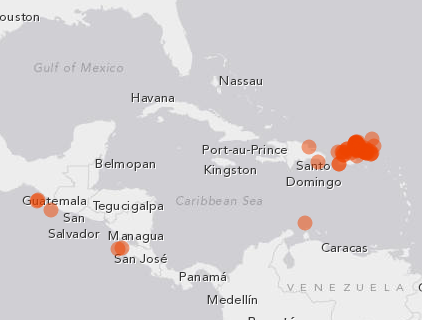 ouston
Gulf of Mexico
Nassau
Havana
Port-au-Prince
Santo
Domingo
Kingston
Belmopan
Guatemala
Tegucigalpa
Caribbean Sea
San
Salvador
Managua
San José
Caracas
Panamá
VENEZUELA
Medellín